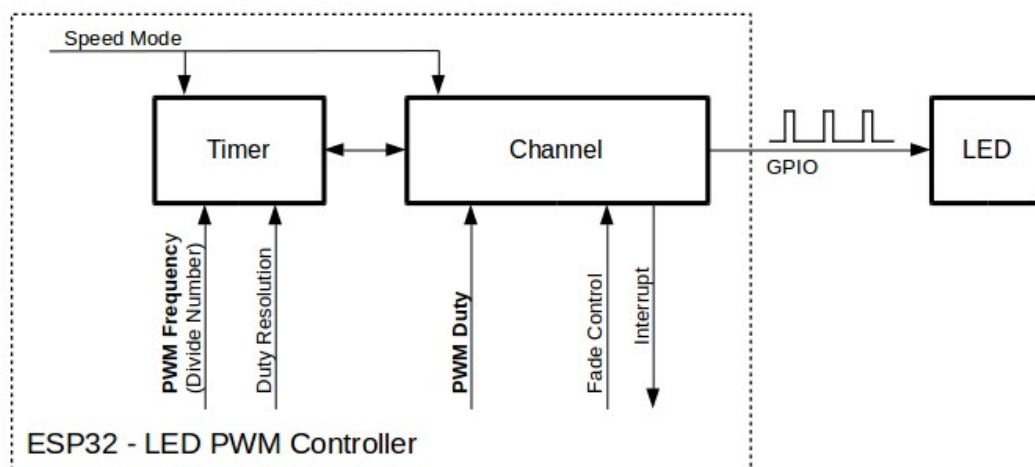 Speed Mode
Timer
Channel
GPIO
LED
PWM Frequency
(Divide Number)
Duty Resolution
PWM Duty
Fade Control
Interrupt
ESP32 - LED PWM Controller